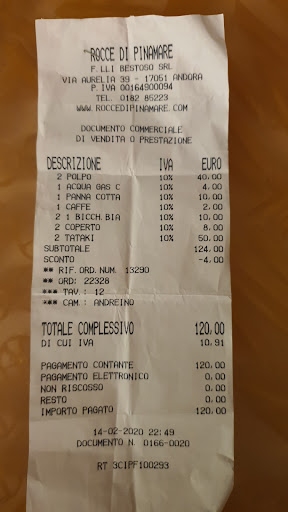 ROCCE DI PINAMARE
F.LLI BESTOSO SRL
VIA AURELIA 39 - 17051 ANDORA
P.IVA 00164900094
TEL. 0182 85223
WWW.ROCCEDIPINAMARE.COM
DOCUMENTO COMMERCIALE
DI VENDITA O PRESTAZIONE
DESCRIZIONE IVA EURO
2 POLPO 10% 40,00
1 ACQUA GAS C 10% 4,00
1 PANNA COTTA 10% 10,00
1 CAFFE 10% 2,00
2 1 BICCH.BIA 10% 10,00
2 COPERTO 10% 8,00
2 TATAKI 10% 50,00
SUBTOTALE 124,00
SCONTO -4,00
** RIF.ORD.NUM. 13290
** ORD: 22328
*** TAV.: 12
*** CAM.: ANDREINO
TOTALE COMPLESSIVO 120,00
DI CUI IVA 10,91
PAGAMENTO CONTANTE 120,00
PAGAMENTO ELETTRONICO 0,00
NON RISCOSSO 0,00
RESTO 0,00
IMPORTO PAGATO 120,00
14-02-2020 22:49
DOCUMENTO N. 0166-0020
RT 3CIPF100293